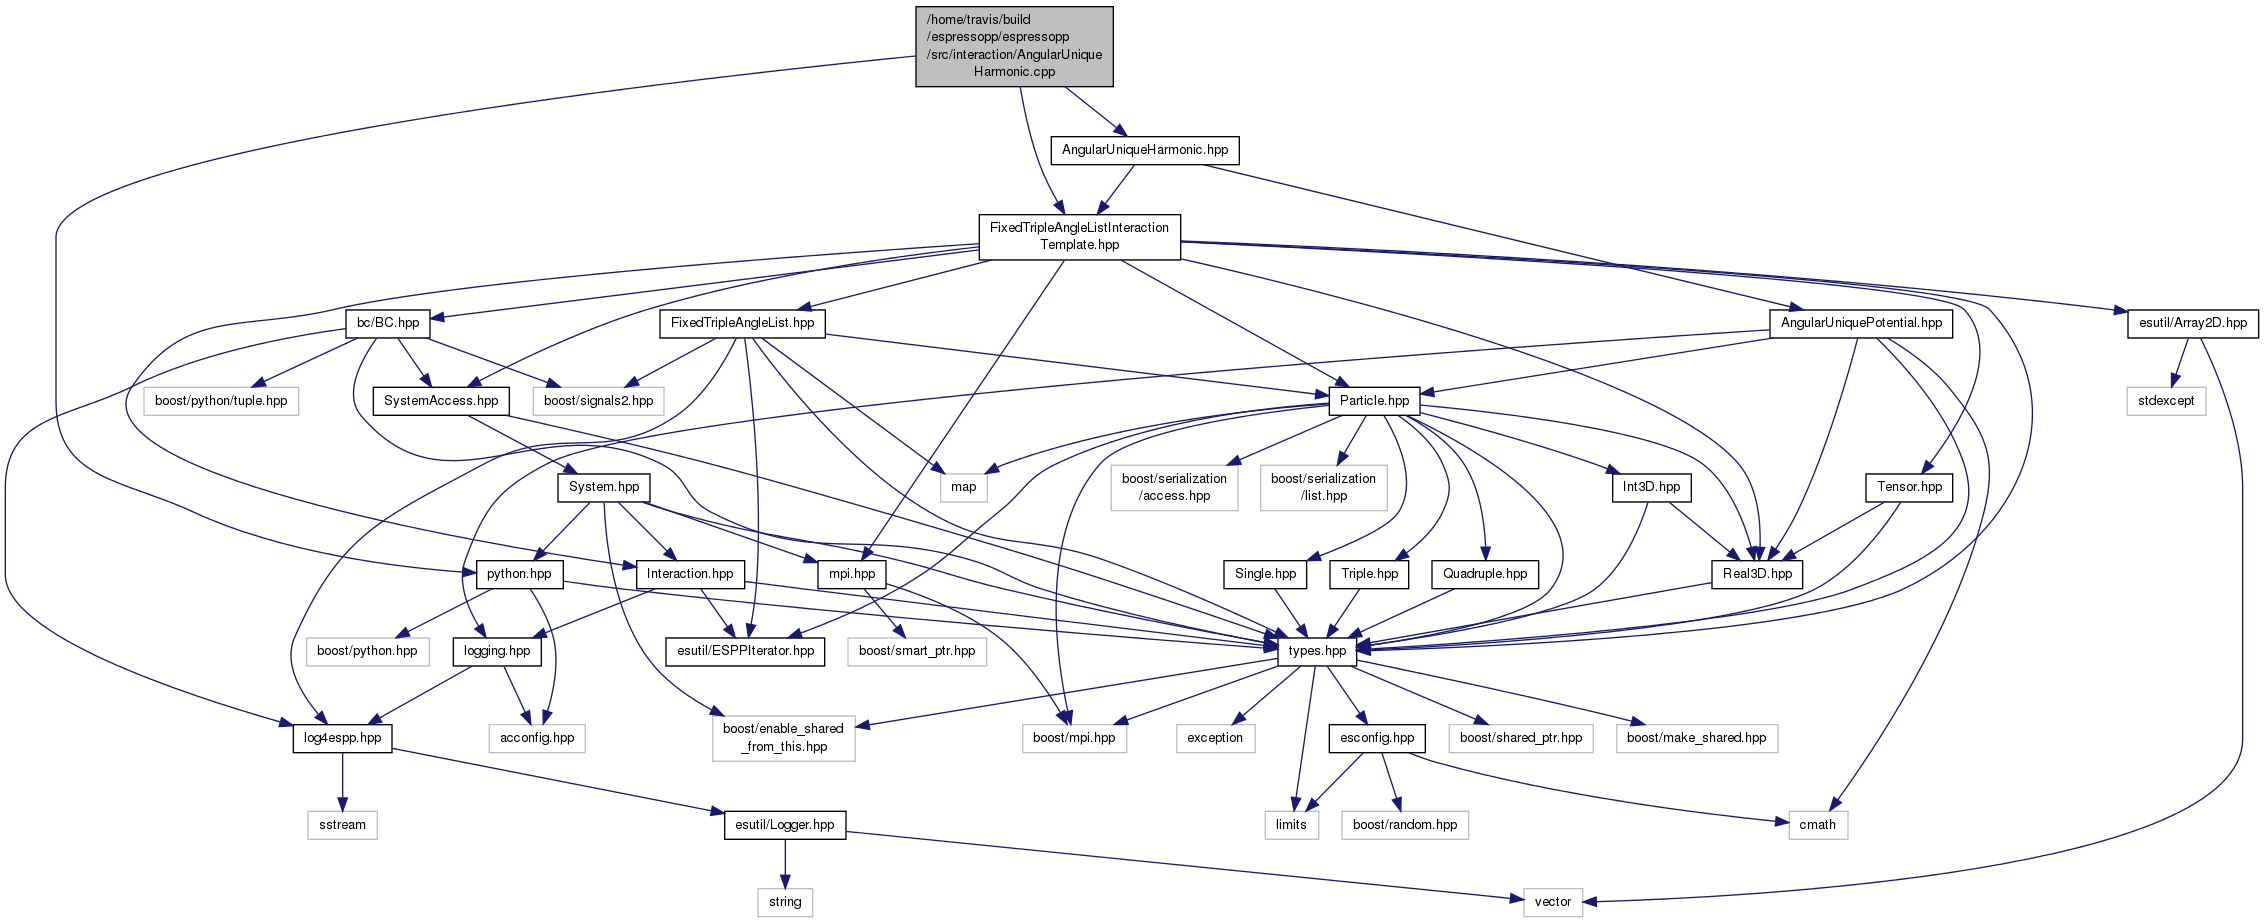 /home/travis/build
/espressopp/espressopp
/src/interaction/AngularUnique
Harmonic.cpp
AngularUniqueHarmonic.hpp
FixedTripleAngleListInteraction
Template.hpp
bc/BC.hpp
FixedTripleAngleList.hpp
AngularUniquePotential.hpp
esutil/Array2D.hpp
boost/python/tuple.hpp
SystemAccess.hpp
boost/signals2.hpp
Particle.hpp
stdexcept
System.hpp
map
boost/serialization
/access.hpp
boost/serialization
/list.hpp
Int3D.hpp
Tensor.hpp
python.hpp
Interaction.hpp
mpi.hpp
Single.hpp
Triple.hpp
Quadruple.hpp
Real3D.hpp
boost/python.hpp
logging.hpp
esutil/ESPPIterator.hpp
boost/smart_ptr.hpp
types.hpp
log4espp.hpp
acconfig.hpp
boost/enable_shared
_from_this.hpp
boost/mpi.hpp
exception
esconfig.hpp
boost/shared_ptr.hpp
boost/make_shared.hpp
sstream
esutil/Logger.hpp
limits
boost/random.hpp
cmath
string
vector